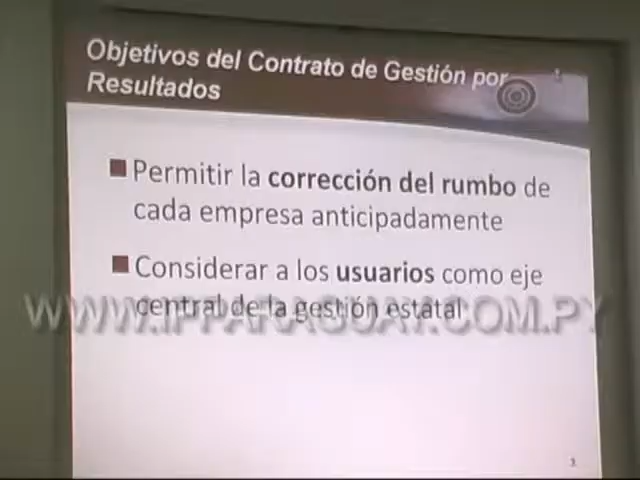 Objetivos del Contrato de Gestión por
Resultados
Permitir la corrección del rumbo de
cada empresa anticipadamente
Considerar a los usuarios como eje
central de la gestión estatal
WWW.IPPARAGUAY.COM.PY